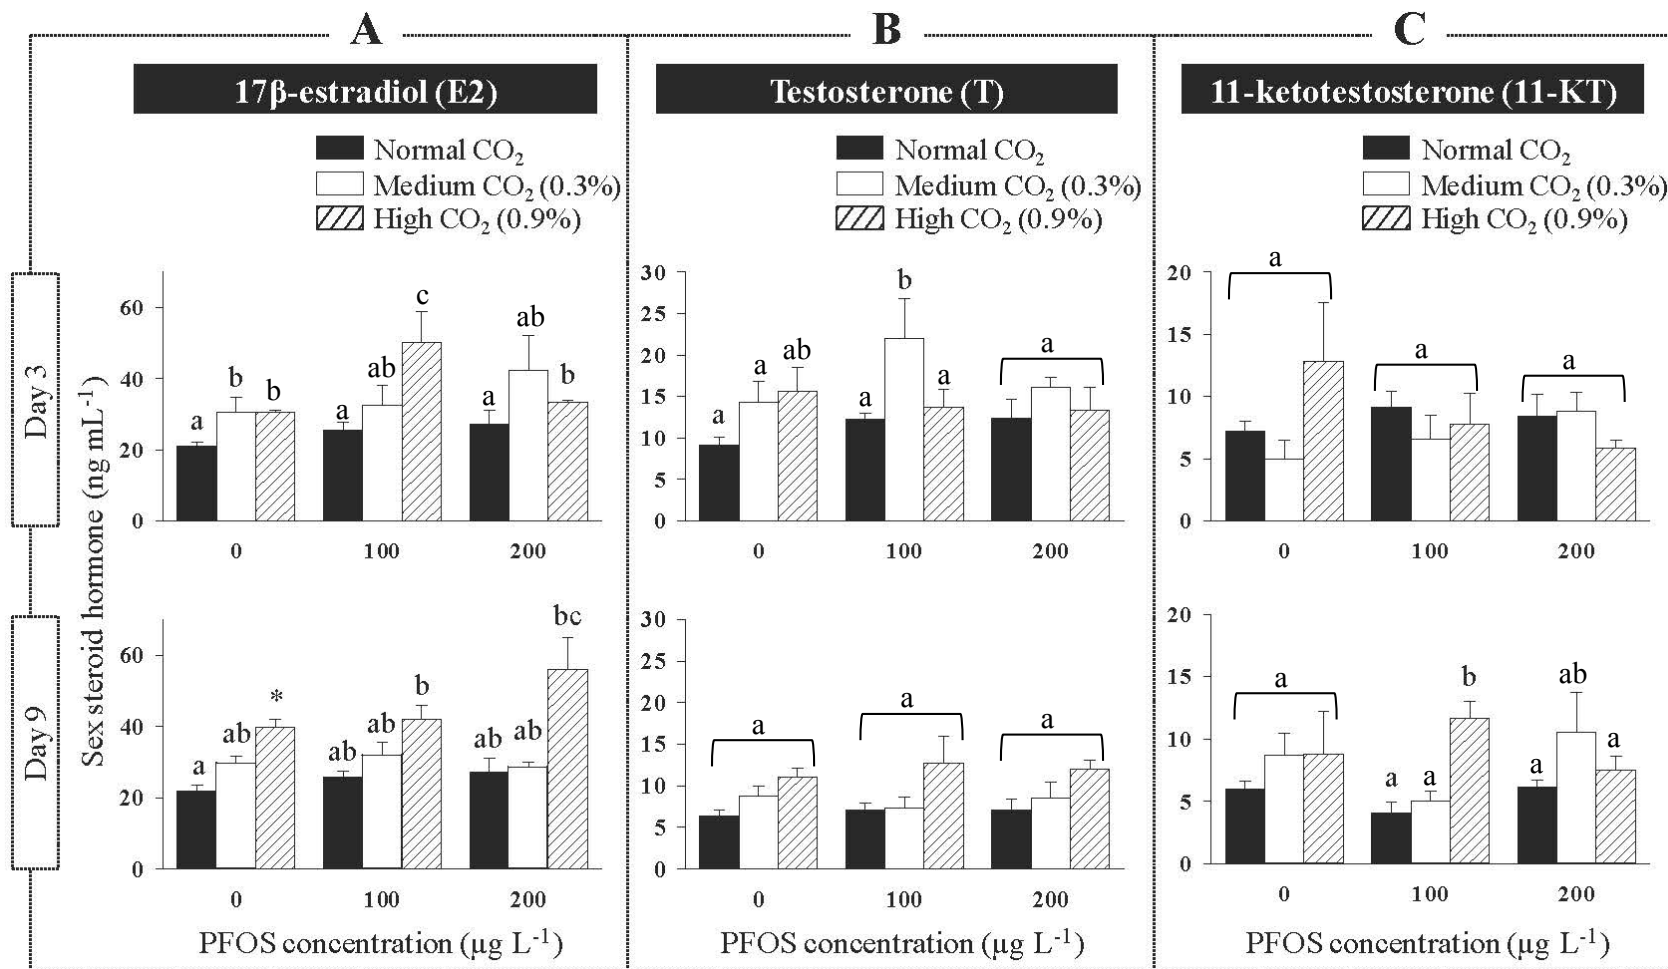 A
B
C
17β-estradiol (E2)
Testosterone (T)
11-ketotestosterone (11-KT)
Normal CO₂
Medium CO₂ (0.3%)
High CO₂ (0.9%)
Normal CO₂
Medium CO₂ (0.3%)
High CO₂ (0.9%)
Normal CO₂
Medium CO₂ (0.3%)
High CO₂ (0.9%)
Day 3
Day 9
Sex steroid hormone (ng mL⁻¹)
60
40
20
0
a b b
a ab c
a ab b
0 100 200
30
25
20
15
10
5
0
a a ab
a b a
a
0 100 200
20
15
10
5
0
a
a
a
0 100 200
60
40
20
0
a ab *
ab ab b
ab ab bc
0 100 200
PFOS concentration (µg L⁻¹)
30
25
20
15
10
5
0
a
a
a
0 100 200
PFOS concentration (µg L⁻¹)
20
15
10
5
0
a
a a b
a ab a
0 100 200
PFOS concentration (µg L⁻¹)